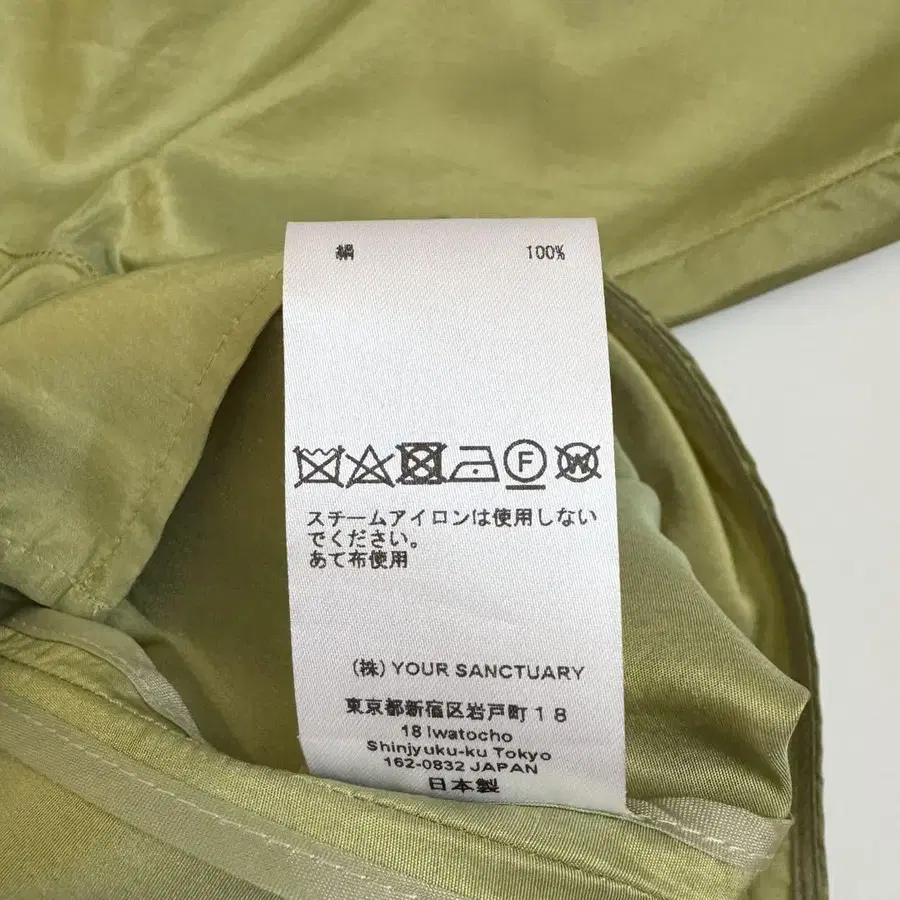 絹 100%
F W
スチームアイロンは使用しない
でください。
あて布使用
(株) YOUR SANCTUARY
東京都新宿区岩戸町18
18 Iwatocho
Shinjyuku-ku Tokyo
162-0832 JAPAN
日本製